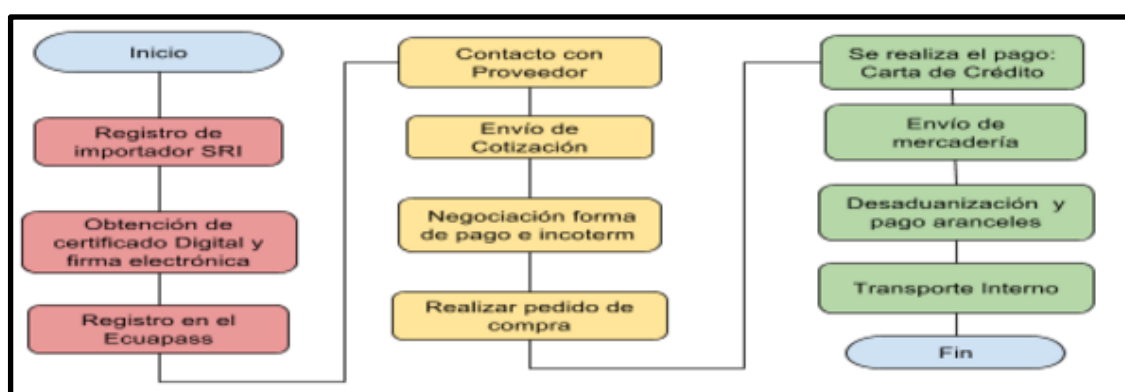 Inicio
Registro de
importador SRI
Obtención de
certificado Digital y
firma electrónica
Registro en el
Ecuapass
Contacto con
Proveedor
Envío de
Cotización
Negociación forma
de pago e incoterm
Realizar pedido de
compra
Se realiza el pago:
Carta de Crédito
Envío de
mercadería
Desaduanización y
pago aranceles
Transporte Interno
Fin